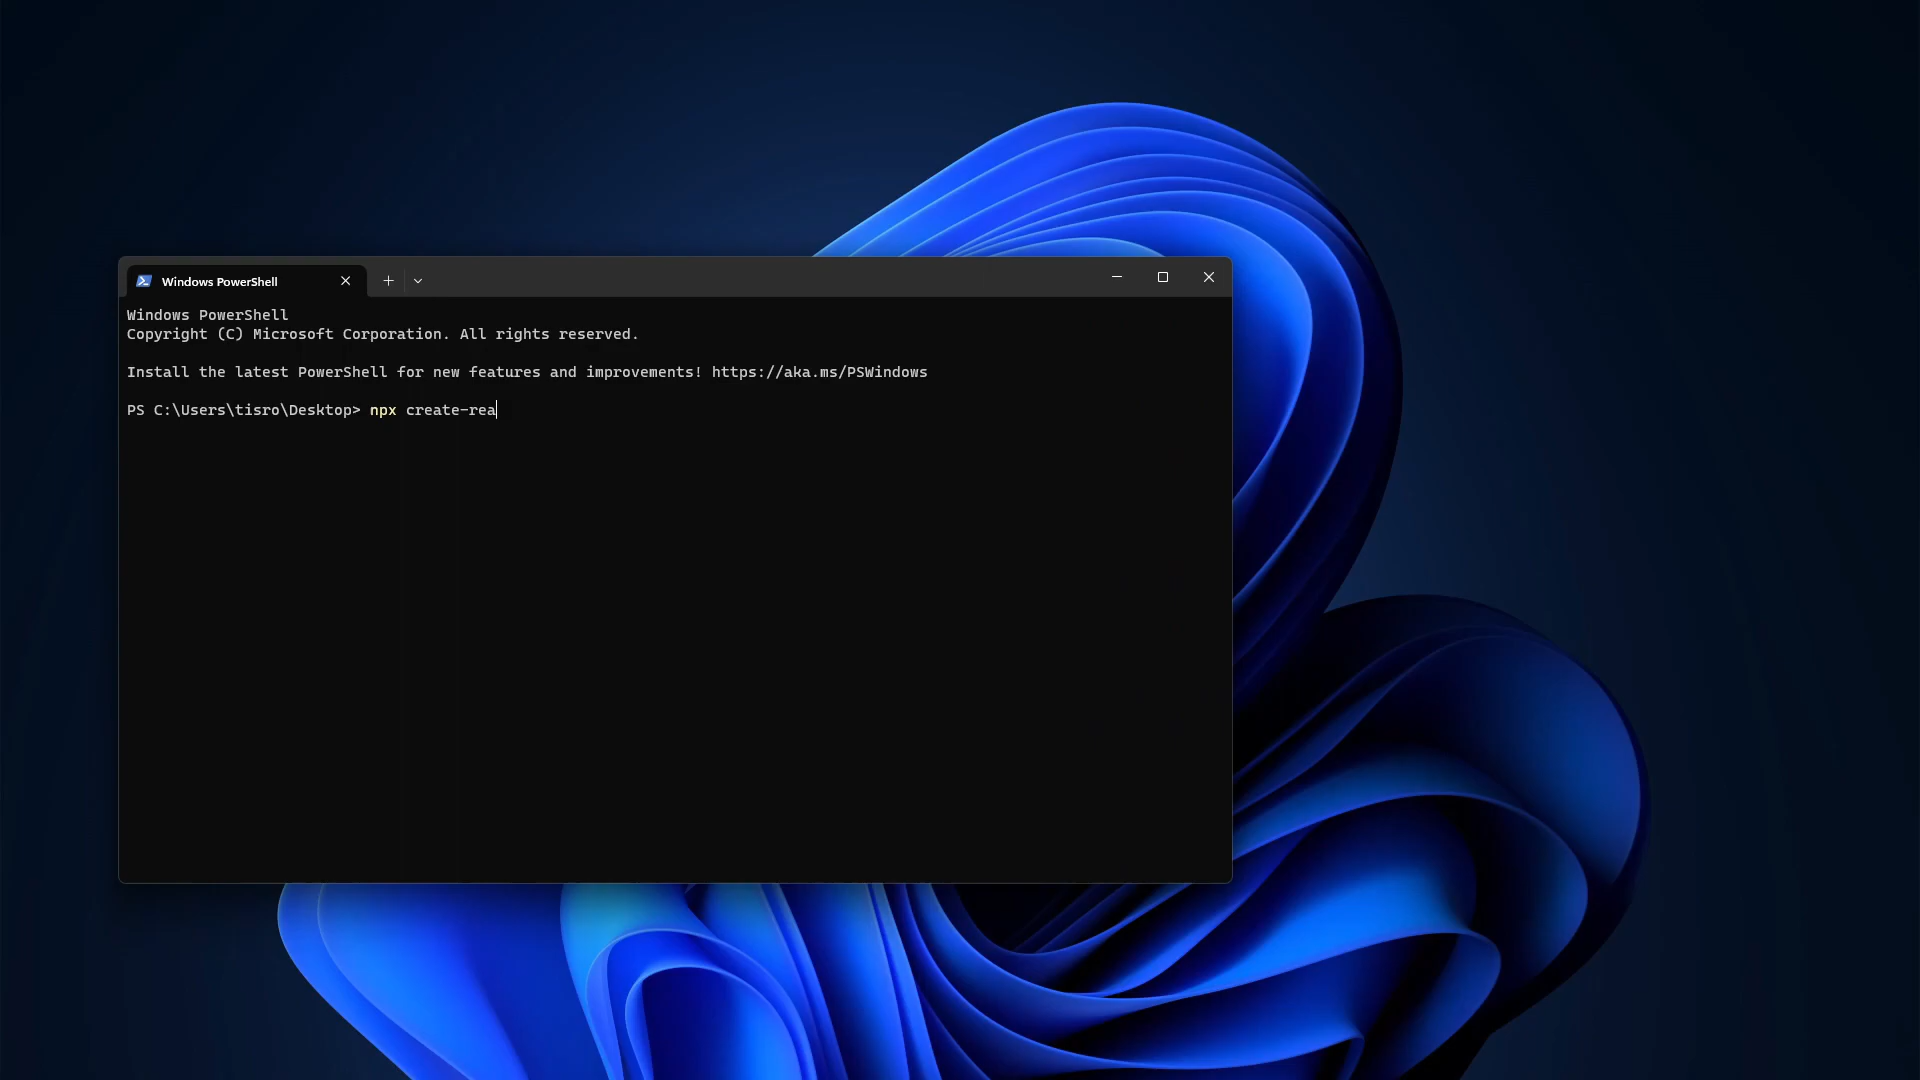 Windows PowerShell
Windows PowerShell
Copyright (C) Microsoft Corporation. All rights reserved.
Install the latest PowerShell for new features and improvements! https://aka.ms/PSWindows
PS C:\Users\tisro\Desktop> npx create-rea